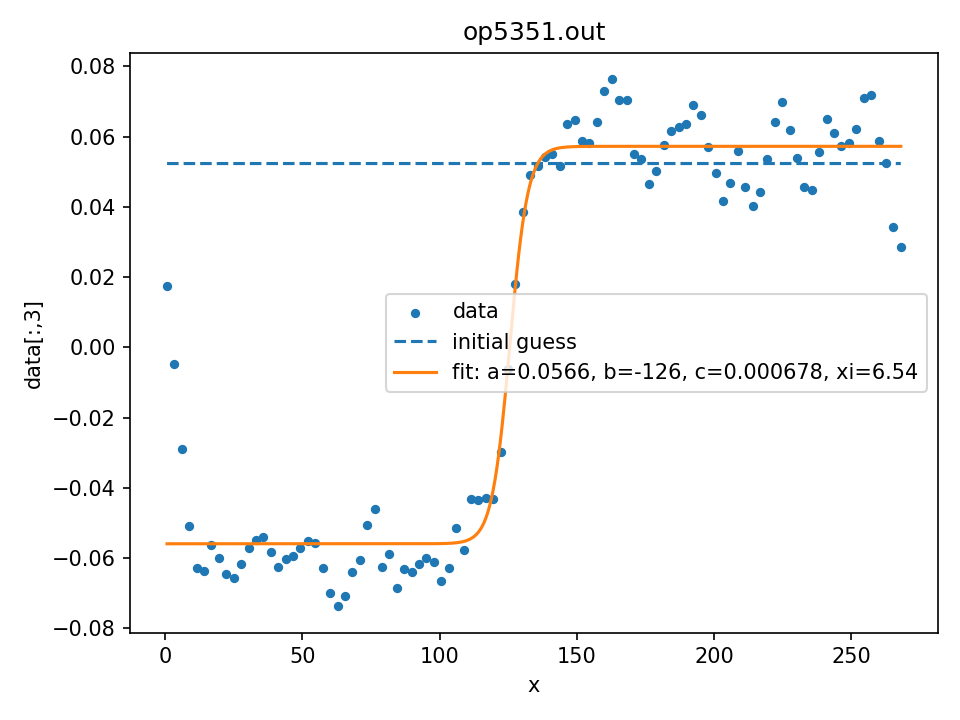 op5351.out
0.08
0.06
0.04
0.02
0.00
−0.02
−0.04
−0.06
−0.08
data[:,3]
data
initial guess
fit: a=0.0566, b=-126, c=0.000678, xi=6.54
0 50 100 150 200 250
x